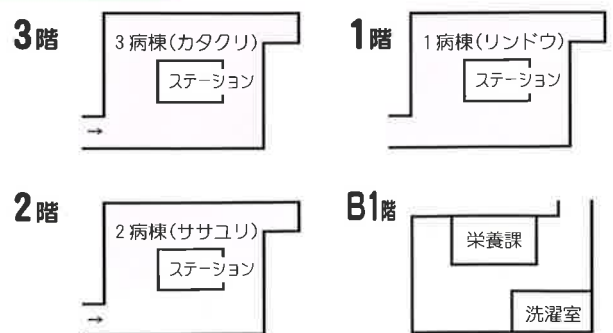 3階
3病棟(カタクリ)
ステーション
→
1階
1病棟(リンドウ)
ステーション
2階
2病棟(ササユリ)
ステーション
→
B1階
栄養課
洗濯室